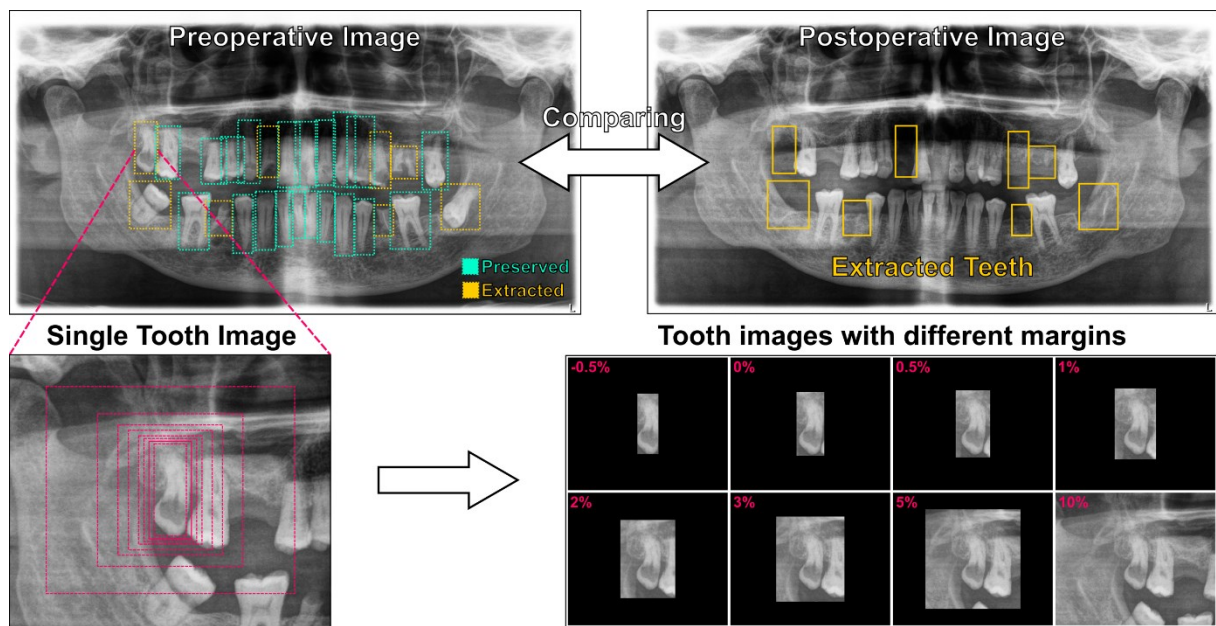 Preoperative Image
Postoperative Image
Comparing
Preserved
Extracted
L
Extracted Teeth
L
Single Tooth Image
Tooth images with different margins
-0.5%
0%
0.5%
1%
2%
3%
5%
10%